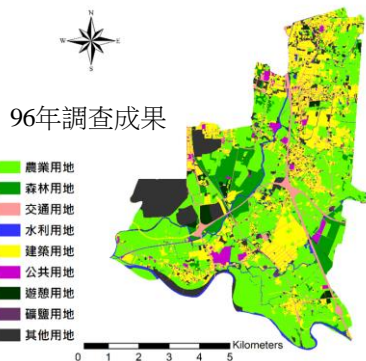 N
W E
S
96年調查成果
農業用地
森林用地
交通用地
水利用地
建築用地
公共用地
遊憩用地
礦鹽用地
其他用地
Kilometers
0 1 2 3 4 5